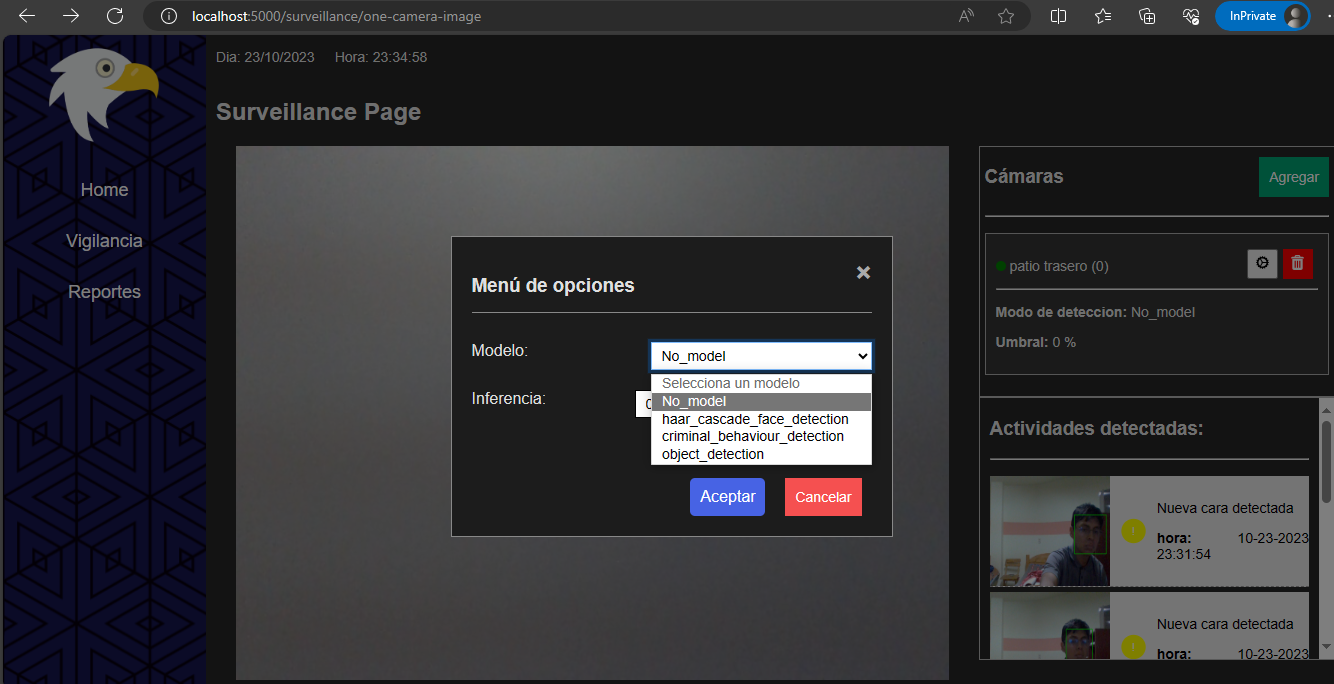 localhost:5000/surveillance/one-camera-image
InPrivate
Dia: 23/10/2023 Hora: 23:34:58
Surveillance Page
Home
Vigilancia
Reportes
Menú de opciones
Modelo:
No_model
Selecciona un modelo
No_model
haar_cascade_face_detection
criminal_behaviour_detection
object_detection
Inferencia:
Aceptar
Cancelar
Cámaras
Agregar
patio trasero (0)
Modo de deteccion: No_model
Umbral: 0 %
Actividades detectadas:
Nueva cara detectada
hora: 10-23-2023
23:31:54
Nueva cara detectada
hora: 10-23-2023